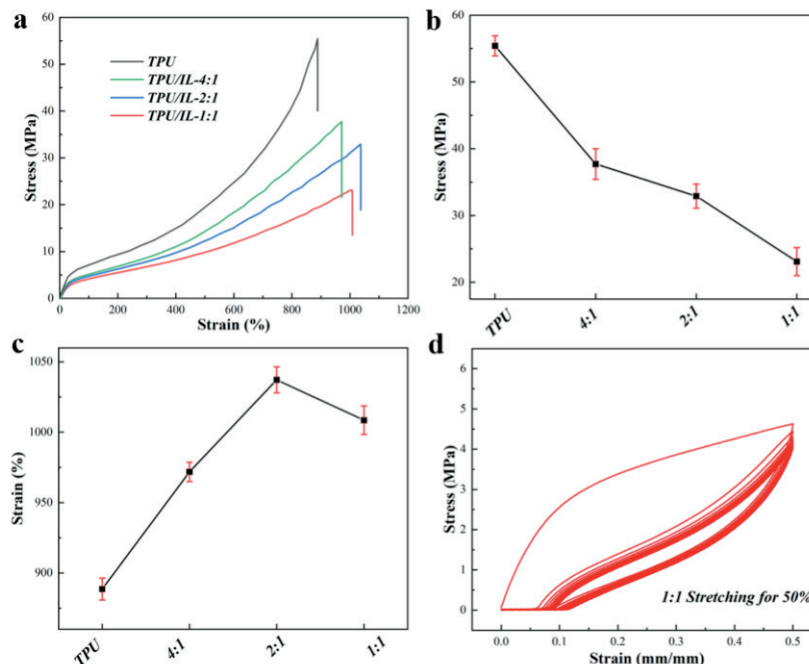 a
60
50
40
30
20
10
0
Stress (MPa)
TPU
TPU/IL-4:1
TPU/IL-2:1
TPU/IL-1:1
0 200 400 600 800 1000 1200
Strain (%)
b
60
50
40
30
20
Stress (MPa)
TPU 4:1 2:1 1:1
c
1050
1000
950
900
Strain (%)
TPU 4:1 2:1 1:1
d
6
5
4
3
2
1
0
Stress (MPa)
1:1 Stretching for 50%
0.0 0.1 0.2 0.3 0.4 0.5
Strain (mm/mm)